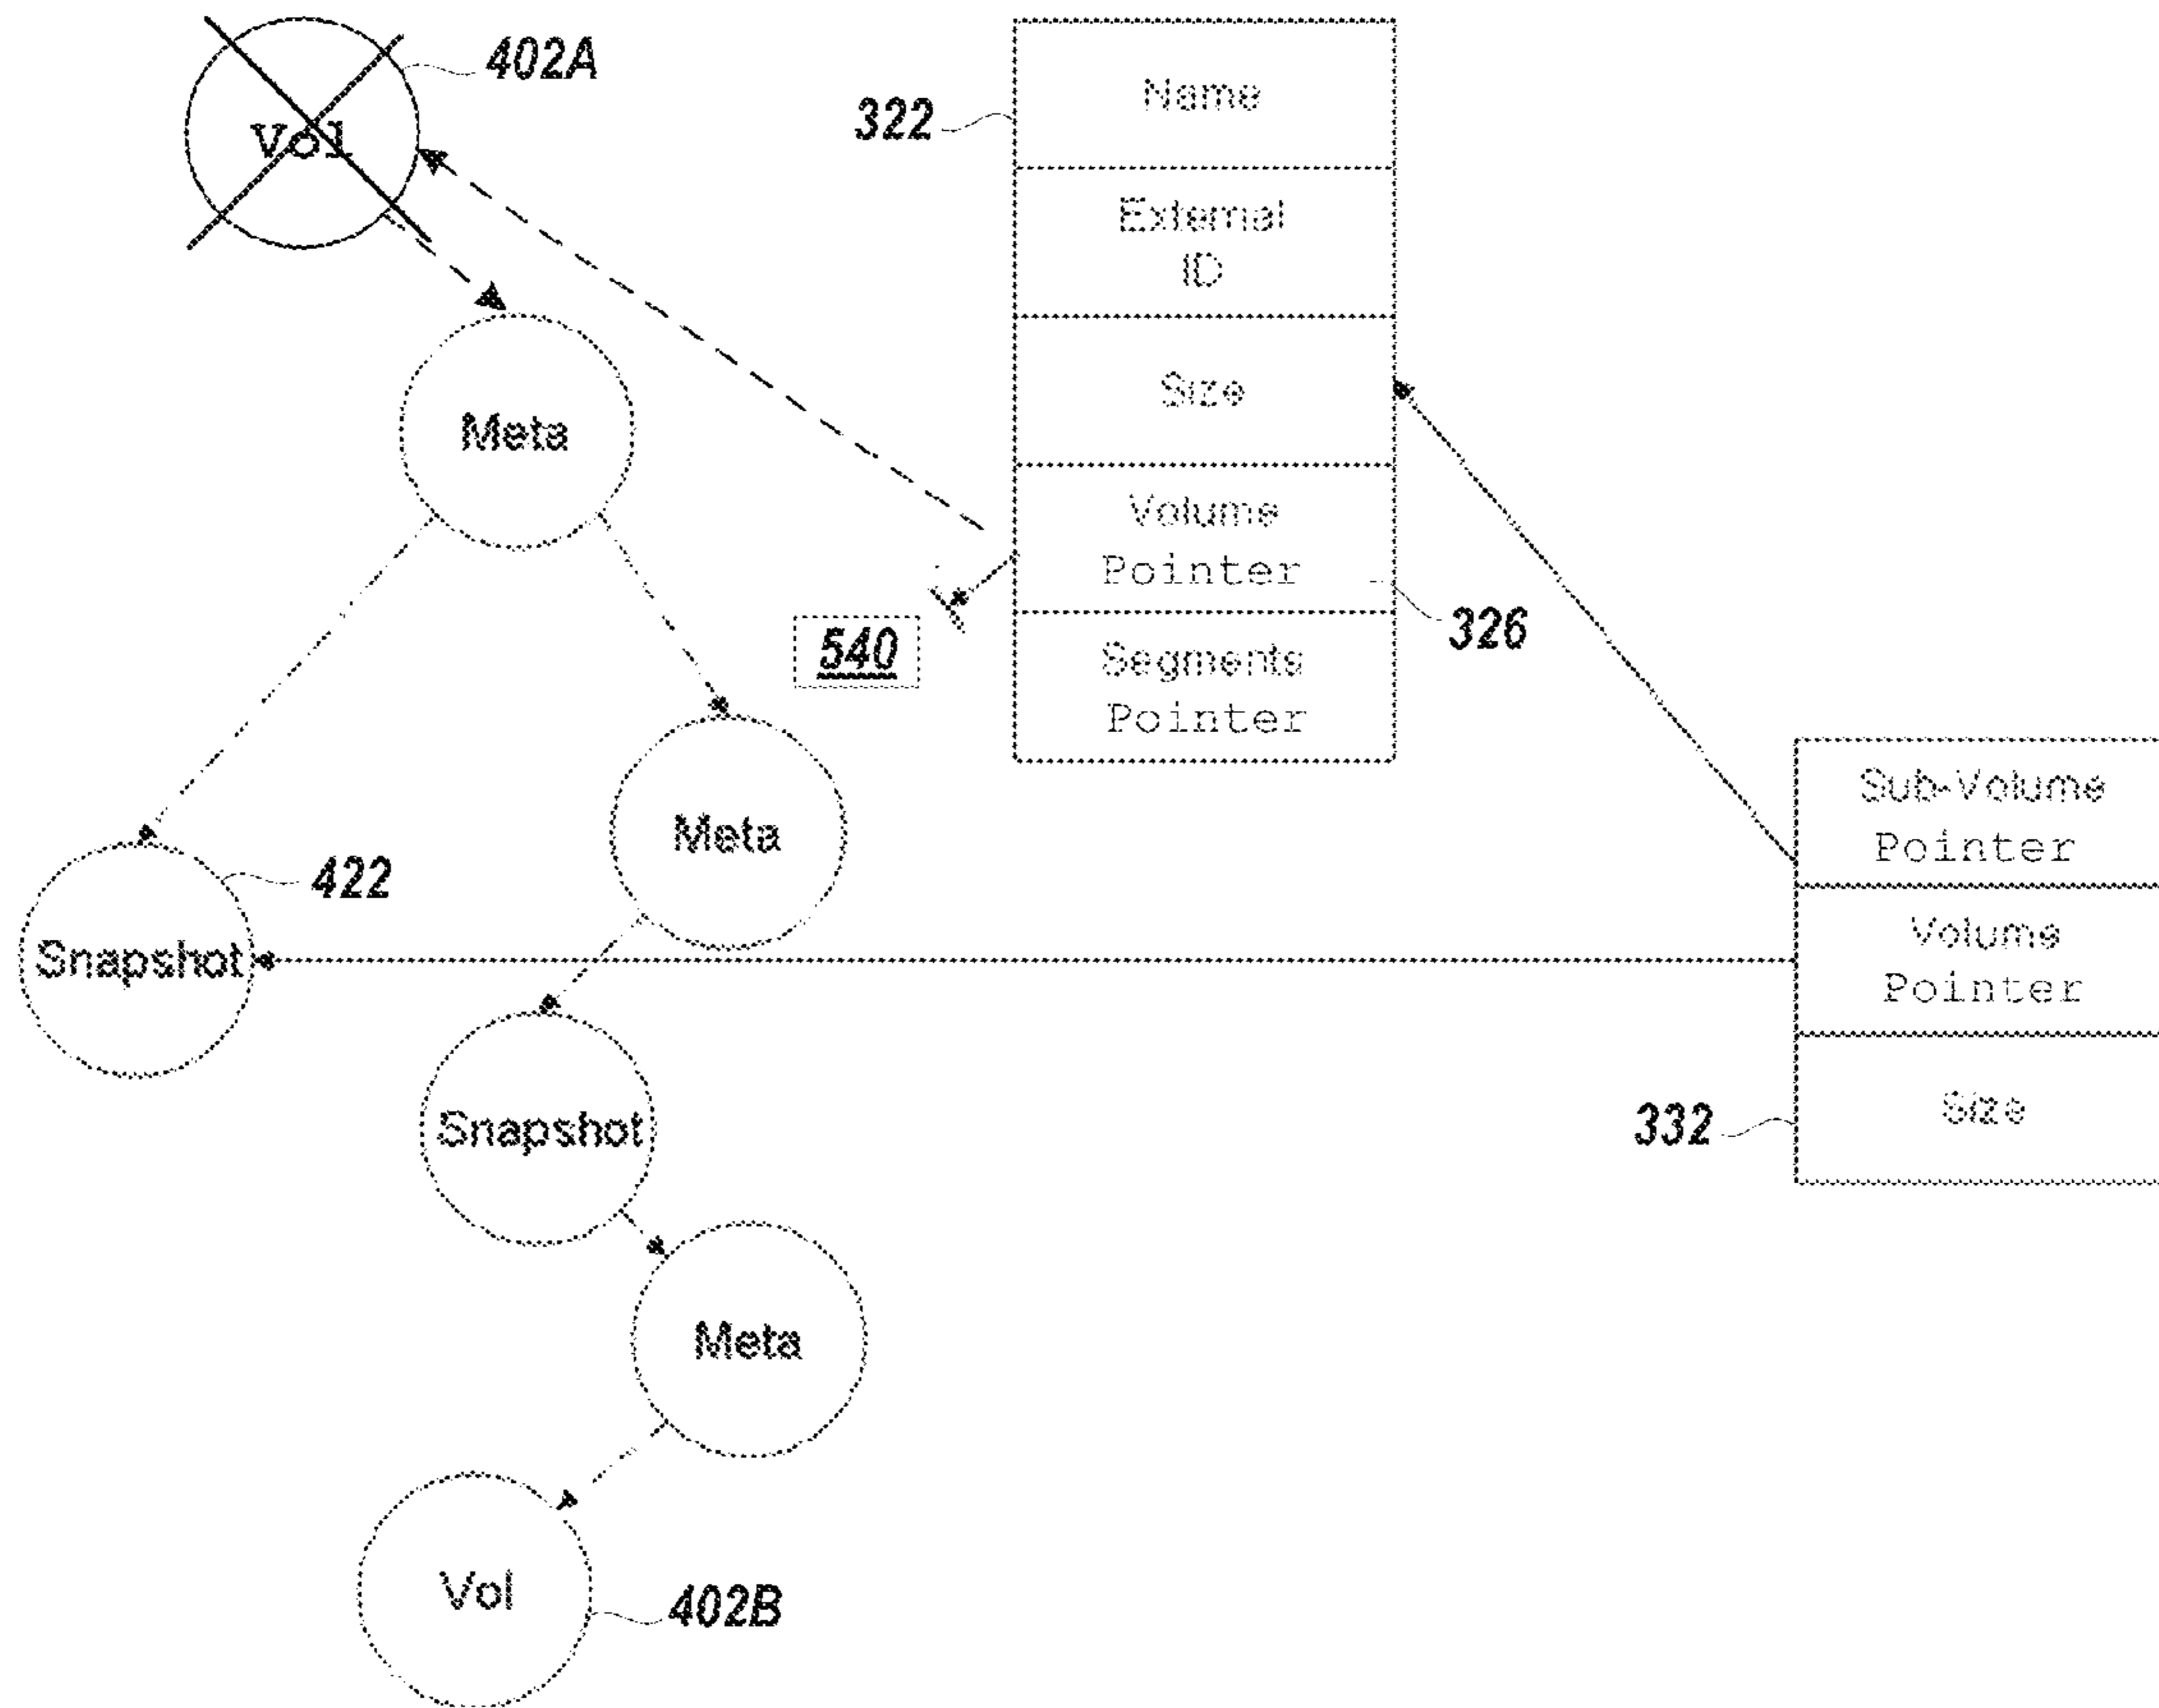 402A
Vol
322
Name
External
ID
Size
Meta
Volume
Pointer
326
540
Segments
Pointer
Sub-Volume
Pointer
Meta
422
Snapshot
Volume
Pointer
Snapshot
332
Size
Meta
Vol
402B